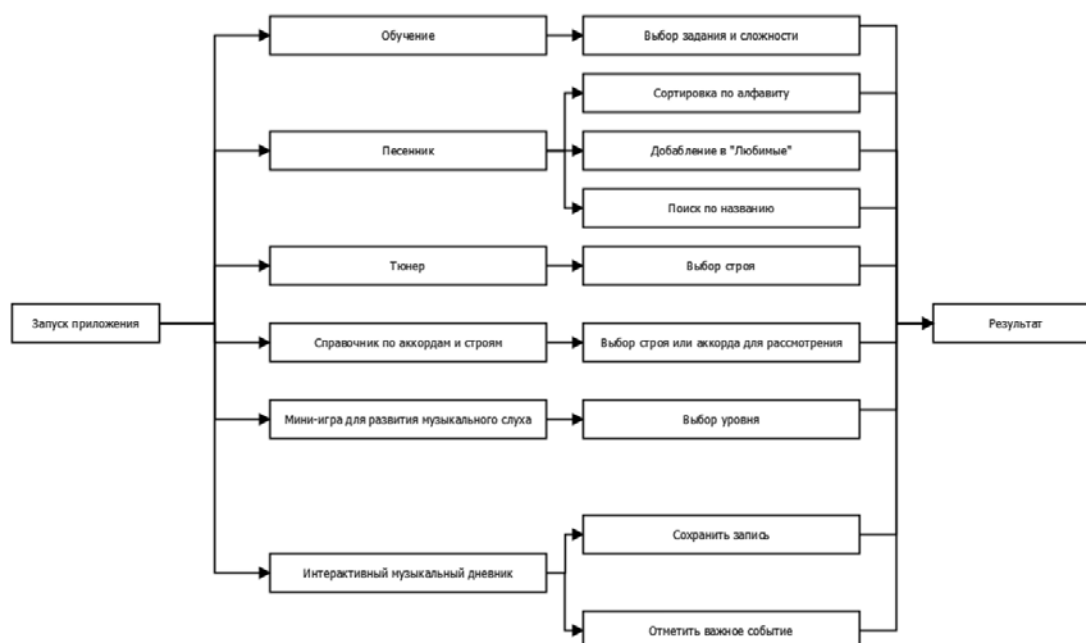 Обучение
Выбор задания и сложности
Сортировка по алфавиту
Песенник
Добабление в "Любимые"
Поиск по названию
Тюнер
Выбор строя
Запуск приложения
Результат
Справочник по аккордам и строям
Выбор строя или аккорда для рассмотрения
Мини-игра для развития музыкального слуха
Выбор уровня
Сохранить запись
Интерактивный музыкальный дневник
Отметить важное событие